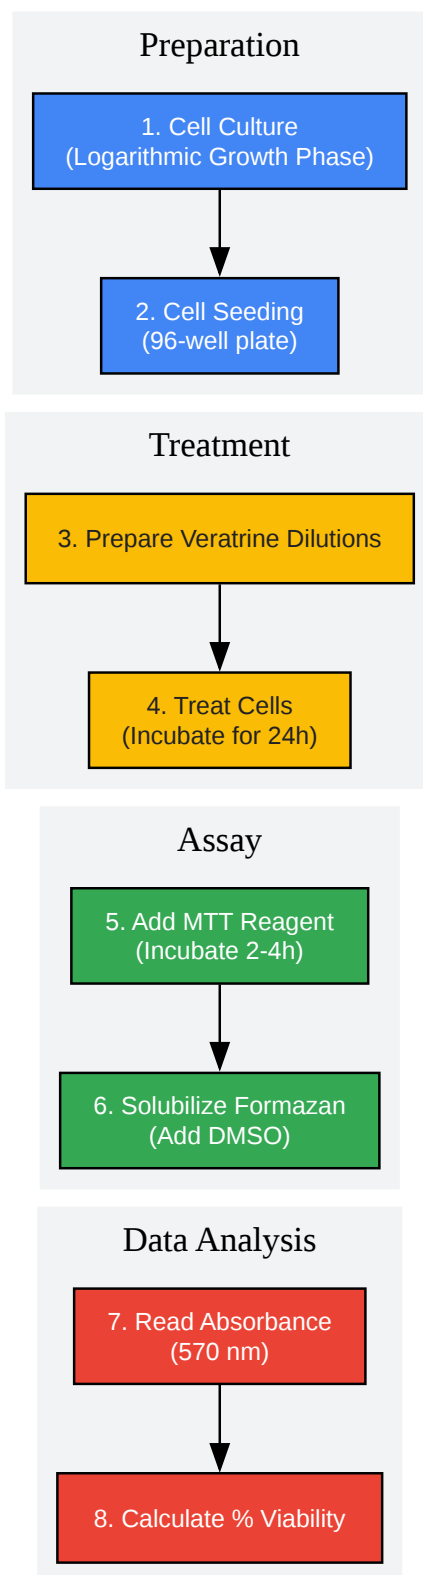 Preparation
1. Cell Culture
(Logarithmic Growth Phase)
2. Cell Seeding
(96-well plate)
Treatment
3. Prepare Veratrine Dilutions
4. Treat Cells
(Incubate for 24h)
Assay
5. Add MTT Reagent
(Incubate 2-4h)
6. Solubilize Formazan
(Add DMSO)
Data Analysis
7. Read Absorbance
(570 nm)
8. Calculate % Viability